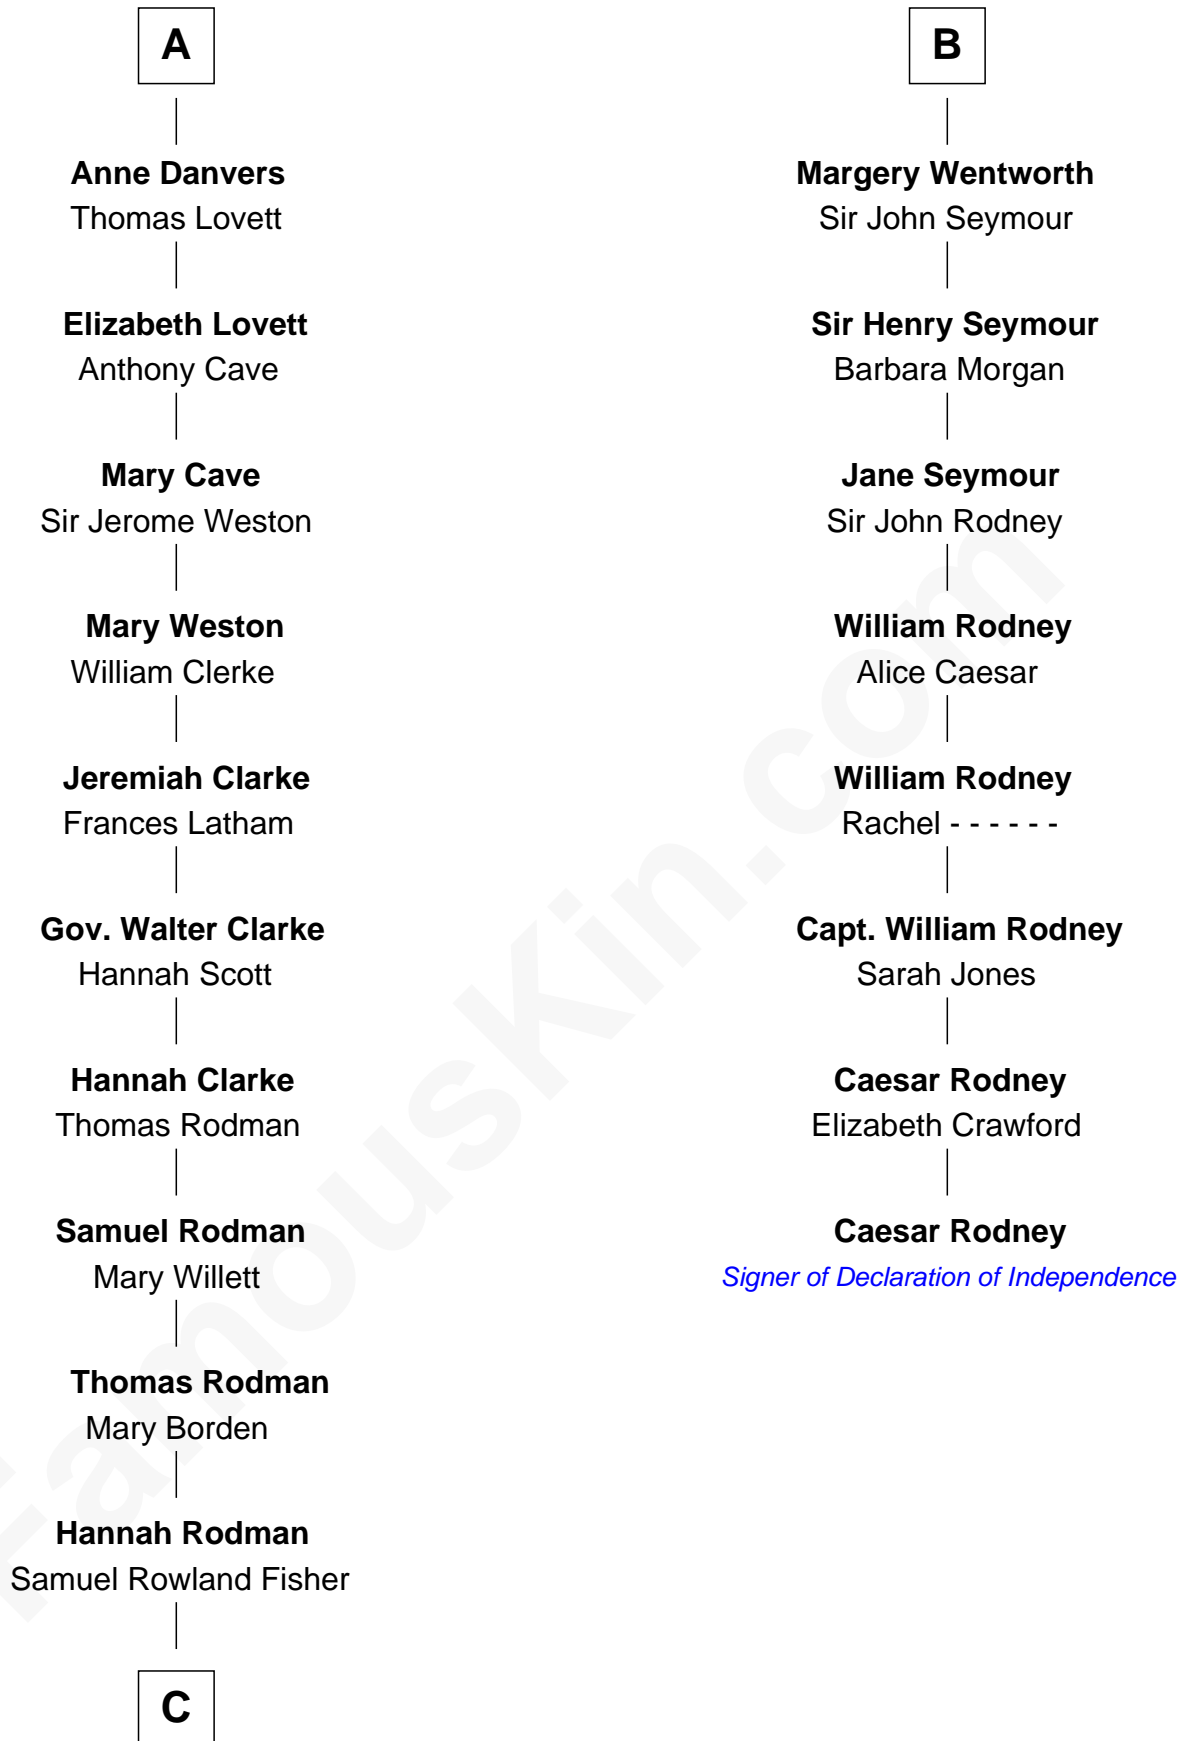 A
Anne Danvers
Thomas Lovett
Elizabeth Lovett
Anthony Cave
Mary Cave
Sir Jerome Weston
Mary Weston
William Clerke
Jeremiah Clarke
Frances Latham
Gov. Walter Clarke
Hannah Scott
Hannah Clarke
Thomas Rodman
Samuel Rodman
Mary Willett
Thomas Rodman
Mary Borden
Hannah Rodman
Samuel Rowland Fisher
C
B
Margery Wentworth
Sir John Seymour
Sir Henry Seymour
Barbara Morgan
Jane Seymour
Sir John Rodney
William Rodney
Alice Caesar
William Rodney
Rachel - - - - - -
Capt. William Rodney
Sarah Jones
Caesar Rodney
Elizabeth Crawford
Caesar Rodney
Signer of Declaration of Independence
FamousKin.com